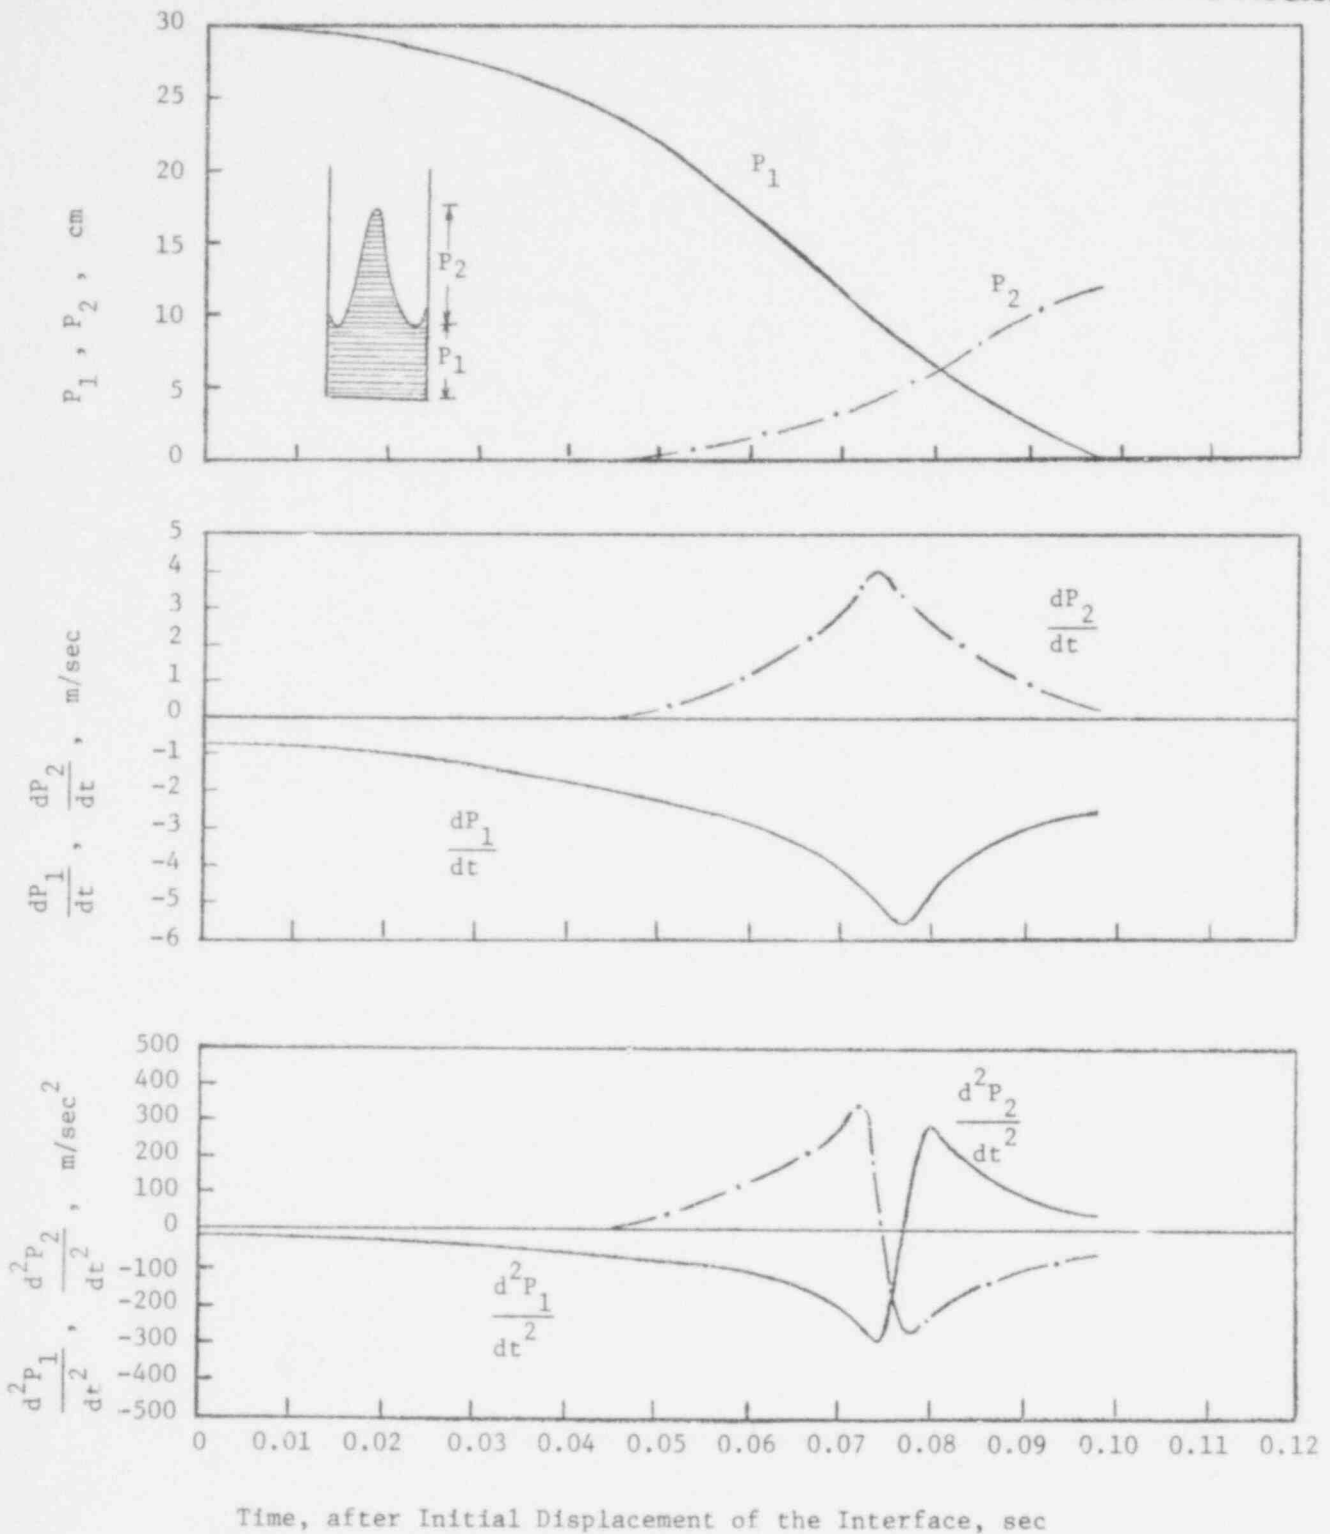 30
25
20
15
10
5
0
P1 , P2 , cm
P1
P2
P2
P1
5
4
3
2
1
0
-1
-2
-3
-4
-5
-6
dP1/dt , dP2/dt , m/sec
dP2/dt
dP1/dt
500
400
300
200
100
0
-100
-200
-300
-400
-500
d²P1/dt² , d²P2/dt² , m/sec²
d²P2/dt²
d²P1/dt²
0 0.01 0.02 0.03 0.04 0.05 0.06 0.07 0.08 0.09 0.10 0.11 0.12
Time, after Initial Displacement of the Interface, sec